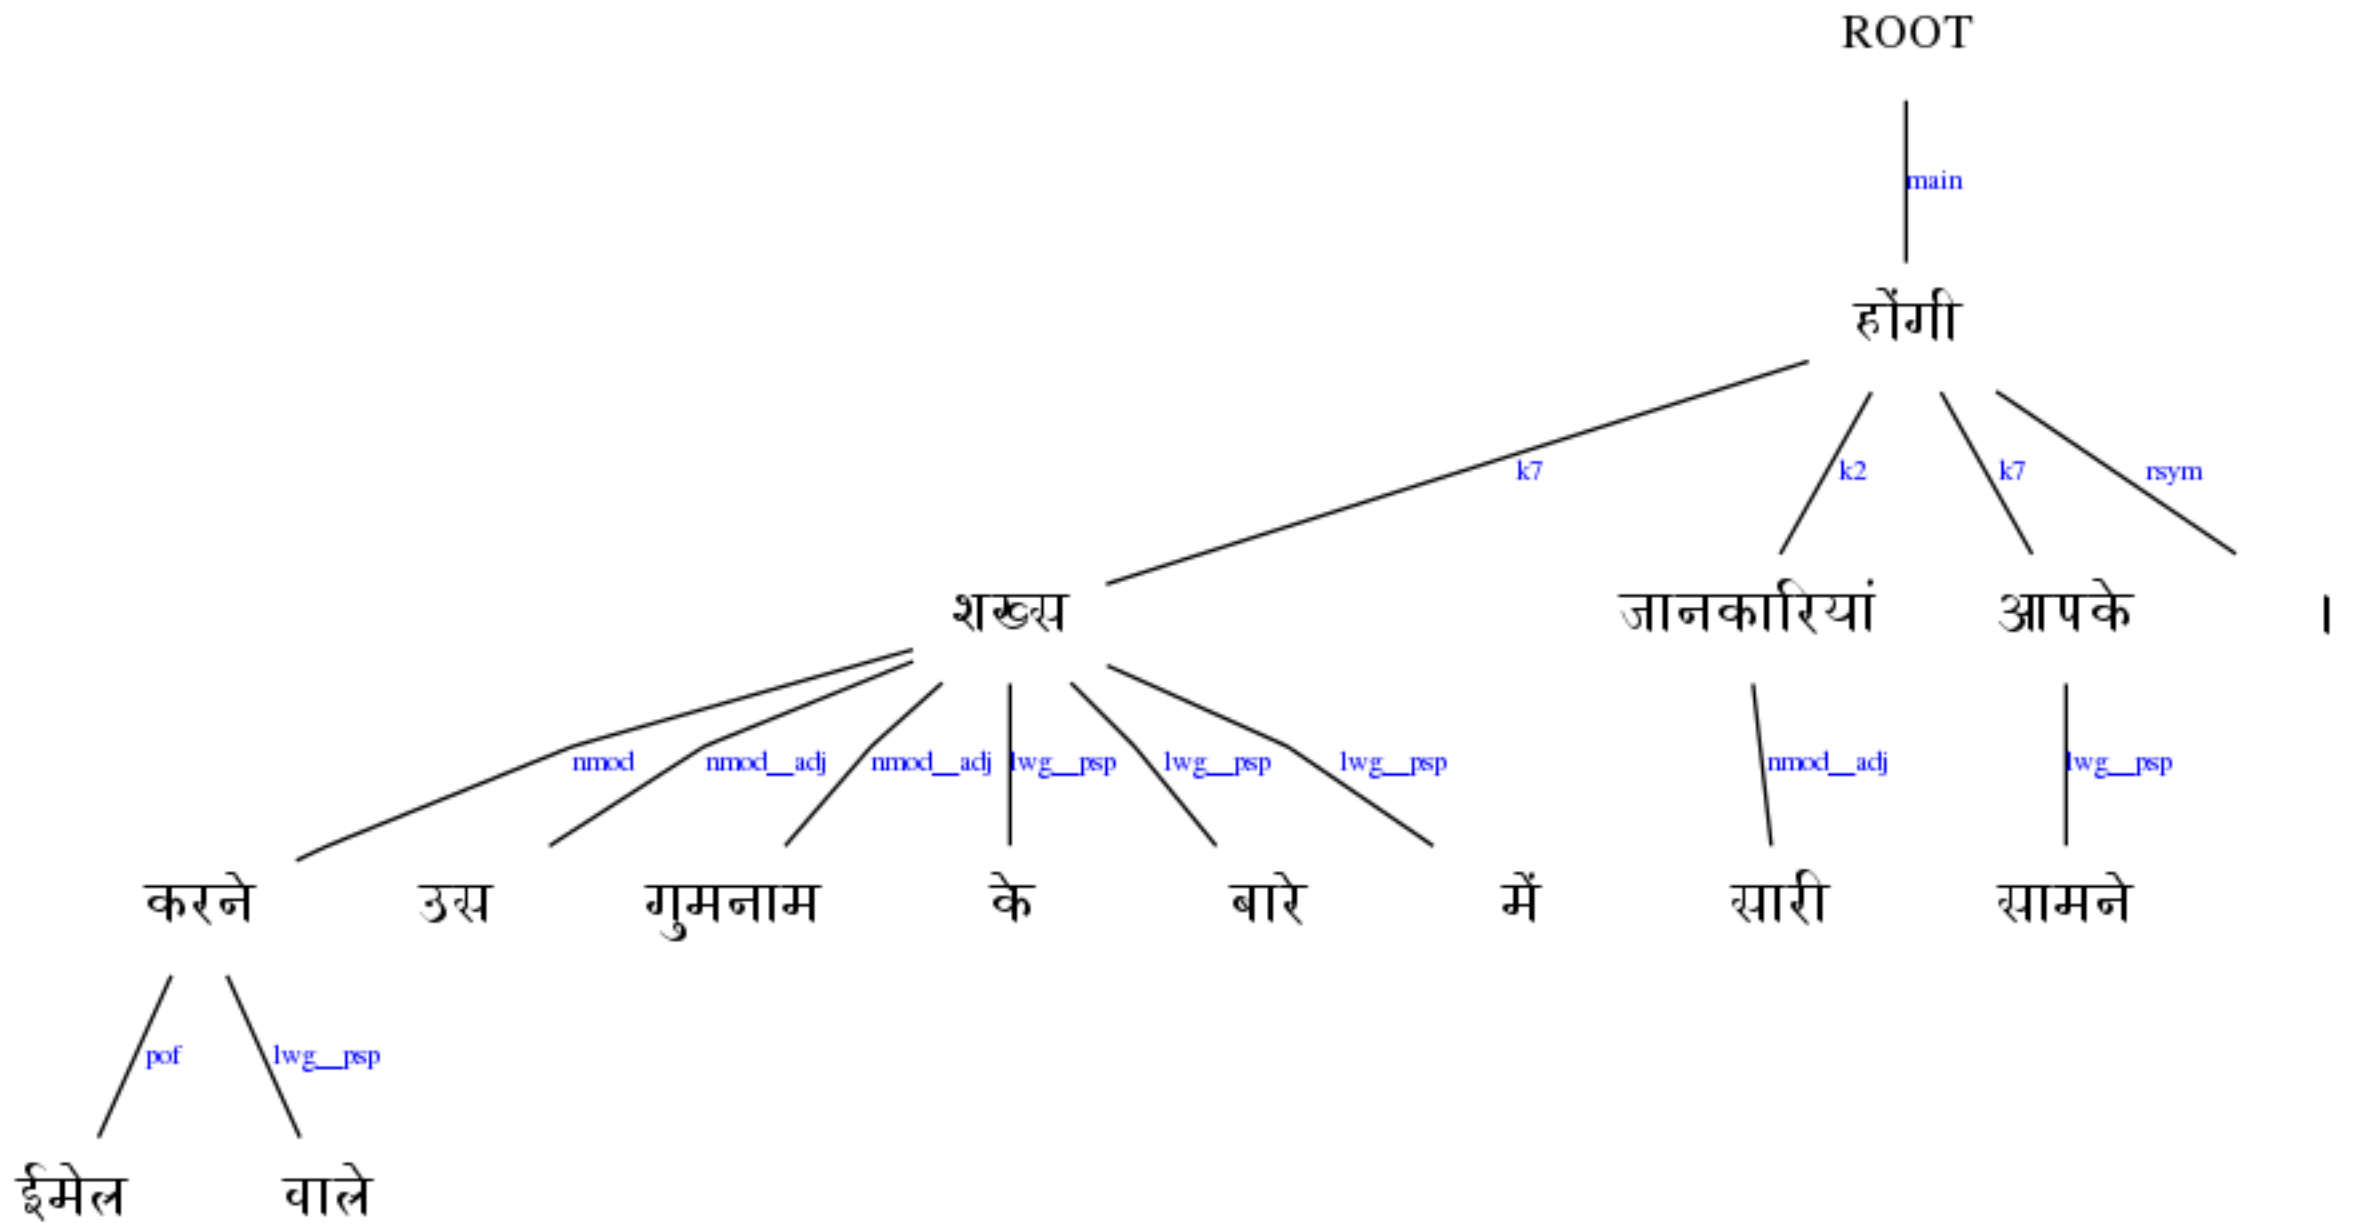 ROOT
main
होंगी
k7 k2 k7 rsym
शख्स जानकारियां आपके ।
nmod nmod__adj nmod__adj lwg__psp lwg__psp lwg__psp nmod__adj lwg__psp
करने उस गुमनाम के बारे में सारी सामने
pof lwg__psp
ईमेल वाले